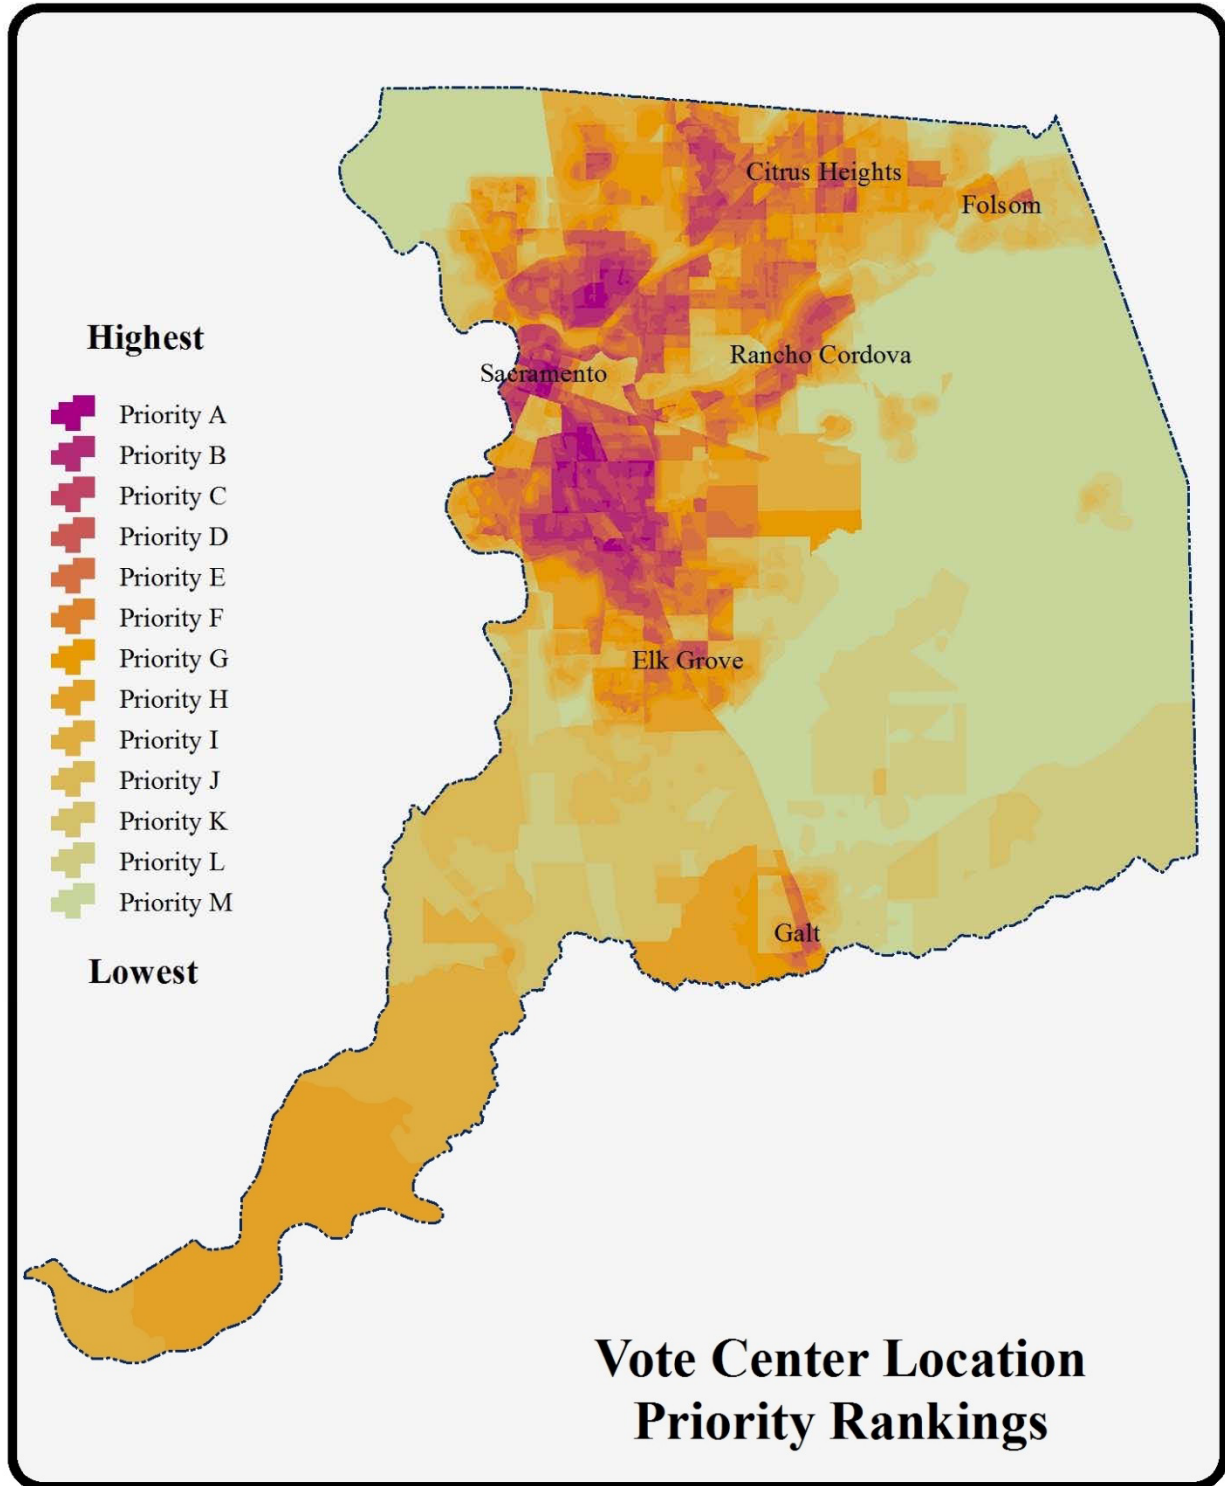 Citrus Heights
Folsom
Highest
Rancho Cordova
Sacramento
Priority A
Priority B
Priority C
Priority D
Priority E
Priority F
Priority G
Elk Grove
Priority H
Priority I
Priority J
Priority K
Priority L
Priority M
Galt
Lowest
Vote Center Location
Priority Rankings